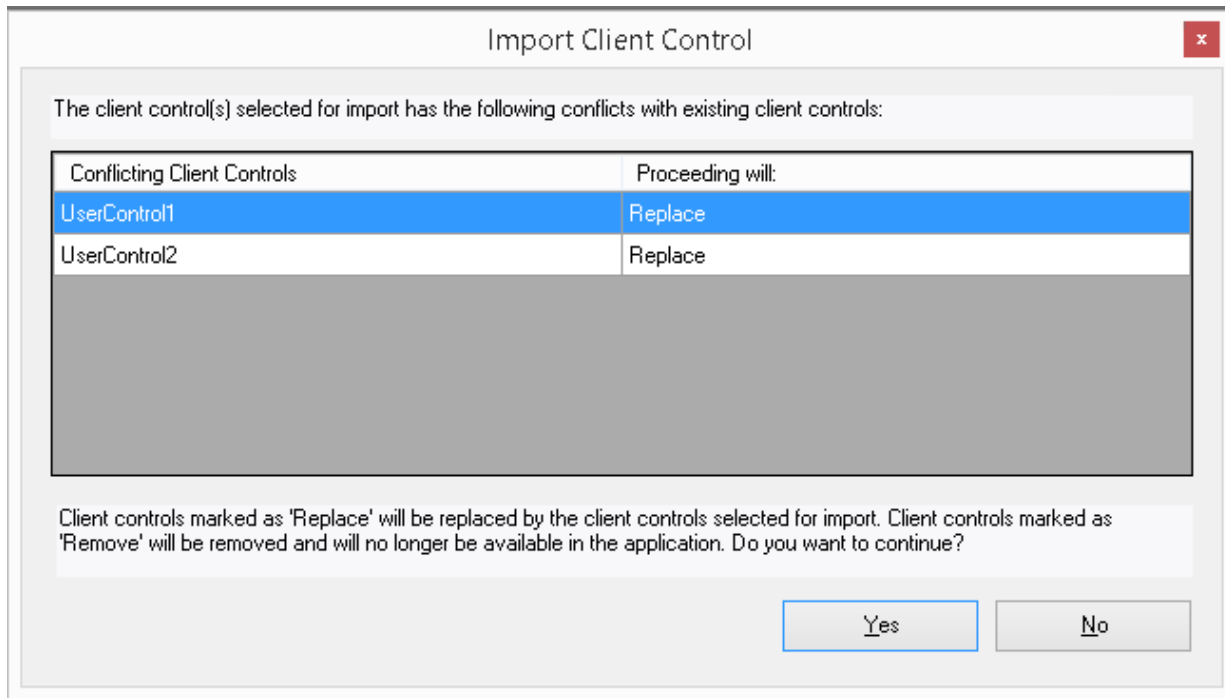 Import Client Control
x
The client control(s) selected for import has the following conflicts with existing client controls:
Conflicting Client Controls Proceeding will:
UserControl1 Replace
UserControl2 Replace
Client controls marked as 'Replace' will be replaced by the client controls selected for import. Client controls marked as
'Remove' will be removed and will no longer be available in the application. Do you want to continue?
Yes No